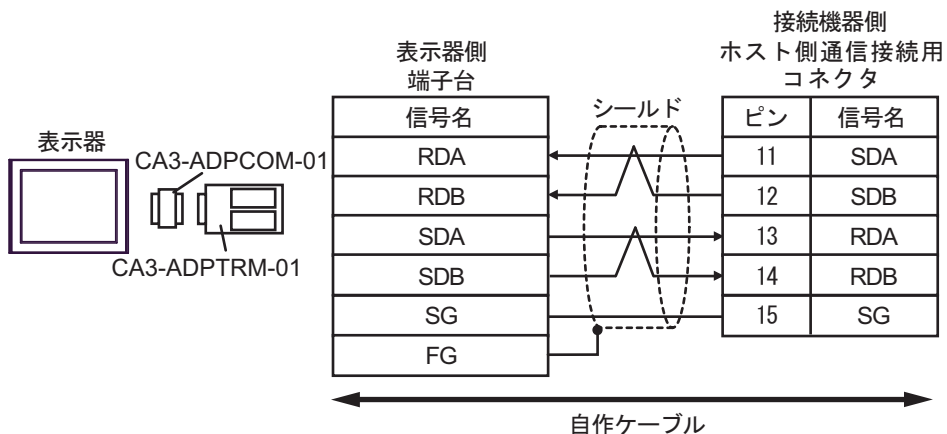 接続機器側
ホスト側通信接続用
コネクタ
表示器側
端子台
シールド
表示器
CA3-ADPCOM-01
CA3-ADPTRM-01
信号名
RDA
RDB
SDA
SDB
SG
FG
ピン 信号名
11 SDA
12 SDB
13 RDA
14 RDB
15 SG
自作ケーブル